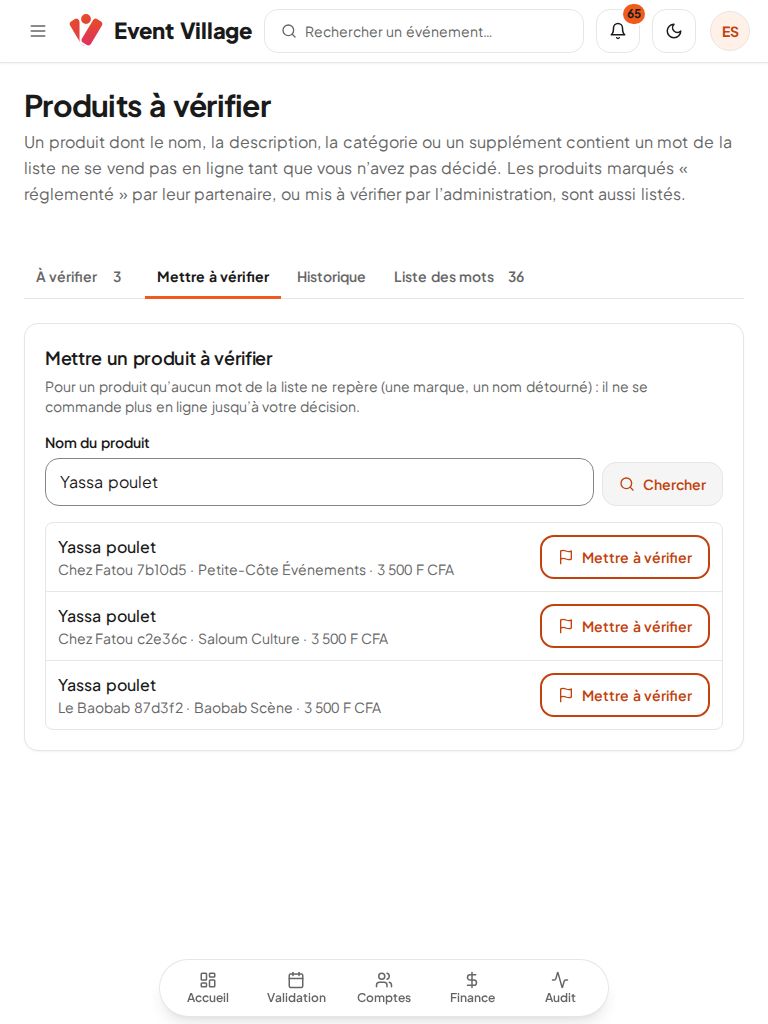 Event Village
Rechercher un événement…
65
ES
Produits à vérifier
Un produit dont le nom, la description, la catégorie ou un supplément contient un mot de la
liste ne se vend pas en ligne tant que vous n’avez pas décidé. Les produits marqués «
réglementé » par leur partenaire, ou mis à vérifier par l’administration, sont aussi listés.
À vérifier 3
Mettre à vérifier
Historique
Liste des mots 36
Mettre un produit à vérifier
Pour un produit qu’aucun mot de la liste ne repère (une marque, un nom détourné) : il ne se
commande plus en ligne jusqu’à votre décision.
Nom du produit
Yassa poulet
Chercher
Yassa poulet
Chez Fatou 7b10d5 · Petite-Côte Événements · 3 500 F CFA
Mettre à vérifier
Yassa poulet
Chez Fatou c2e36c · Saloum Culture · 3 500 F CFA
Mettre à vérifier
Yassa poulet
Le Baobab 87d3f2 · Baobab Scène · 3 500 F CFA
Mettre à vérifier
Accueil
Validation
Comptes
Finance
Audit